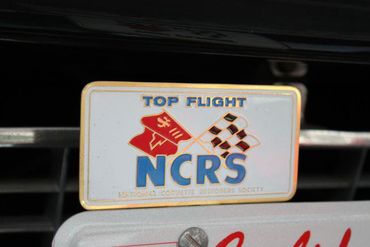 TOP FLIGHT
NCRS
NATIONAL CORVETTE RESTORERS SOCIETY